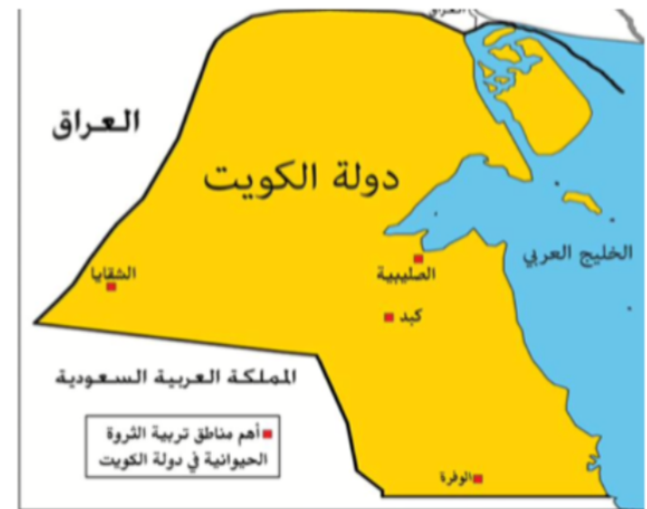 العراق
العراق
دولة الكويت
الخليج العربي
الصليبية
الشقايا
كبد
المملكة العربية السعودية
أهم مناطق تربية الثروة
الحيوانية في دولة الكويت
الوفرة